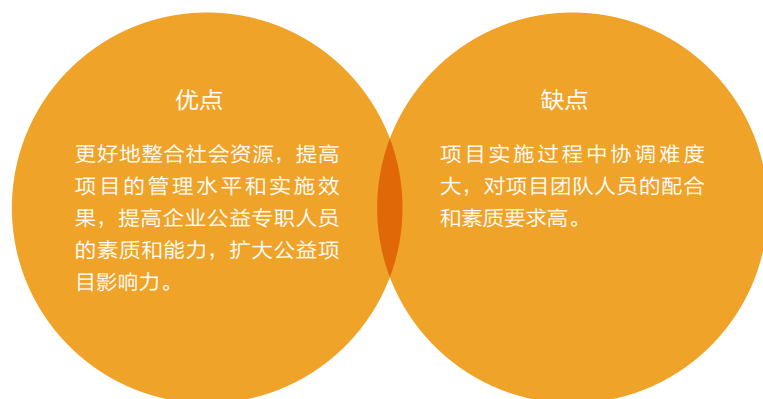 优点
更好地整合社会资源，提高
项目的管理水平和实施效
果，提高企业公益专职人员
的素质和能力，扩大公益项
目影响力。
缺点
项目实施过程中协调难度
大，对项目团队人员的配合
和素质要求高。